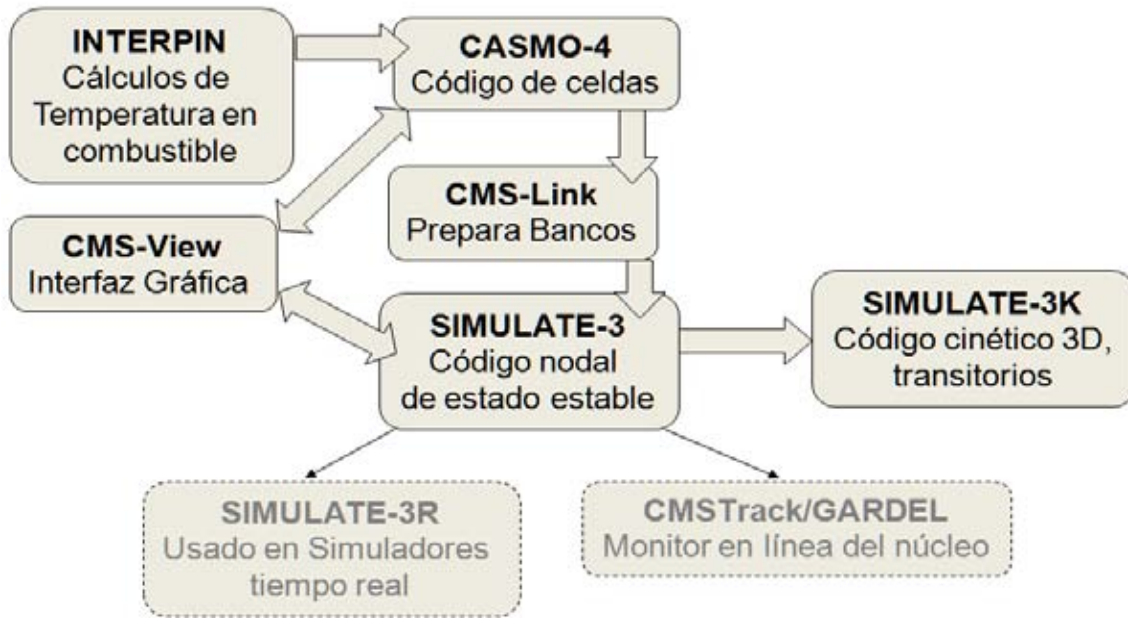 INTERPIN
Cálculos de
Temperatura en
combustible
CASMO-4
Código de celdas
CMS-Link
Prepara Bancos
CMS-View
Interfaz Gráfica
SIMULATE-3
Código nodal
de estado estable
SIMULATE-3K
Código cinético 3D,
transitorios
SIMULATE-3R
Usado en Simuladores
tiempo real
CMSTrack/GARDEL
Monitor en línea del núcleo